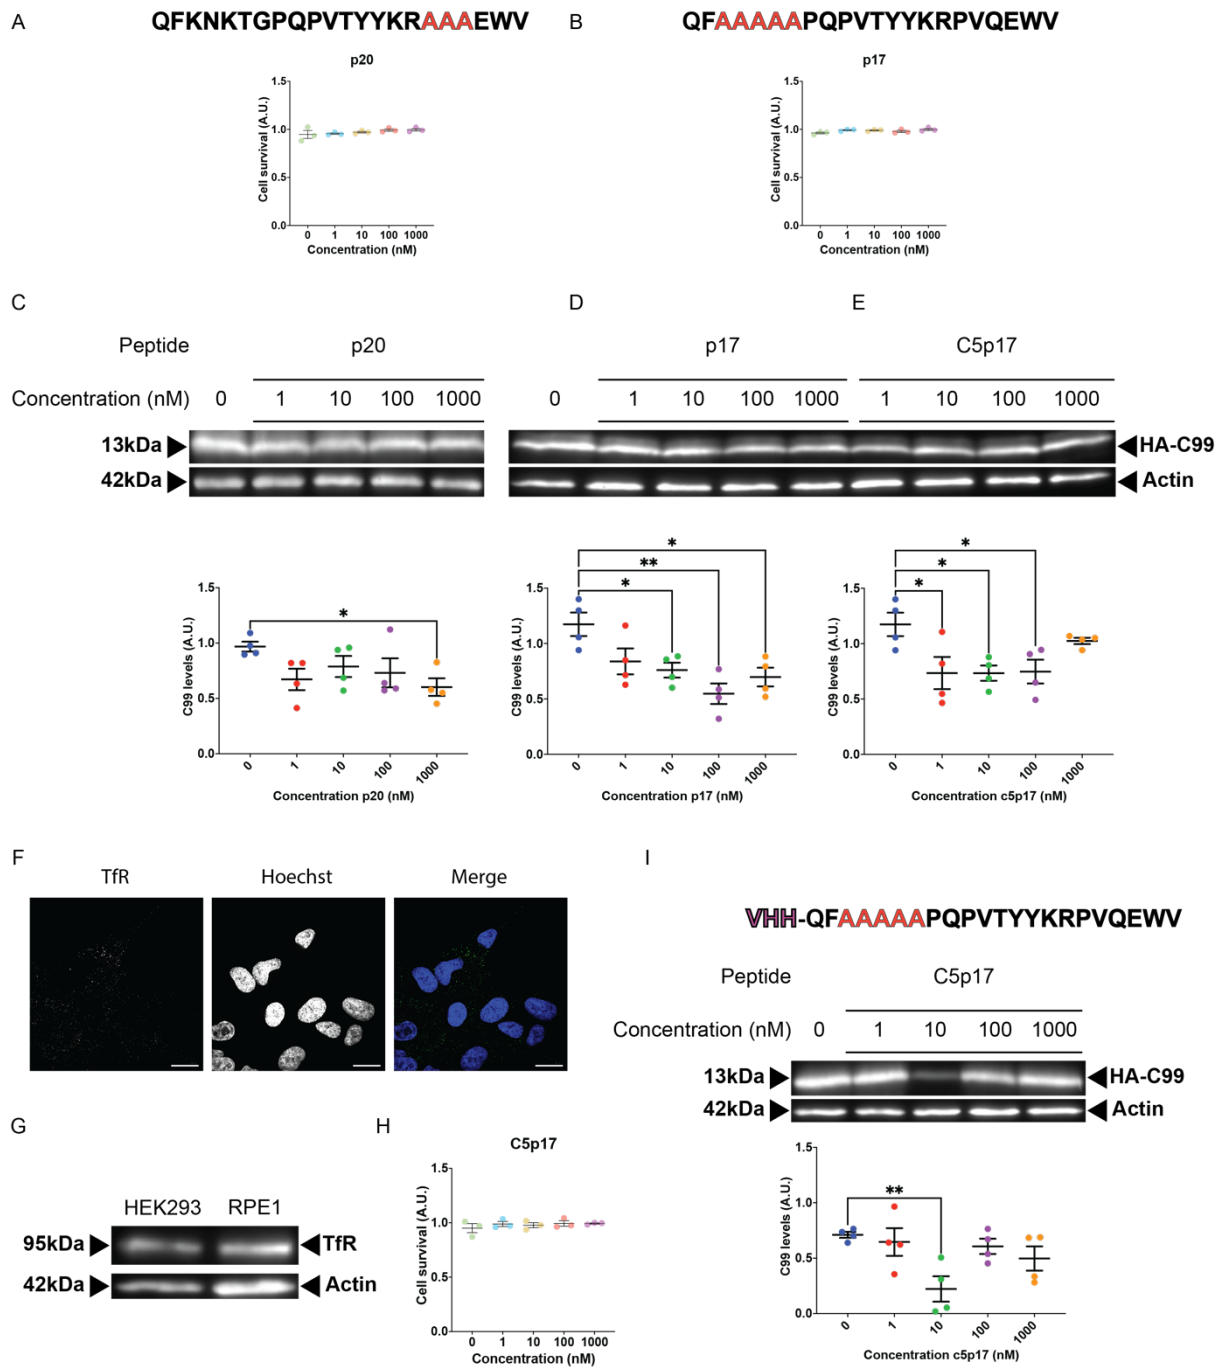 A
QFKNKTGPQPVTYYKRAAAEWV
B
QFAAAAAPQPVTYYKRPVQEWV
p20
1.5
1.0
0.5
0.0
Cell survival (A.U.)
0 1 10 100 1000
Concentration (nM)
p17
1.5
1.0
0.5
0.0
Cell survival (A.U.)
0 1 10 100 1000
Concentration (nM)
C
D
E
Peptide p20 p17 C5p17
Concentration (nM) 0 1 10 100 1000 0 1 10 100 1000 1 10 100 1000
13kDa HA-C99
42kDa Actin
1.5
1.0
0.5
0.0
C99 levels (A.U.)
*
0 1 10 100 1000
Concentration p20 (nM)
1.5
1.0
0.5
0.0
C99 levels (A.U.)
*
**
*
0 1 10 100 1000
Concentration p17 (nM)
1.5
1.0
0.5
0.0
C99 levels (A.U.)
*
*
*
0 1 10 100 1000
Concentration c5p17 (nM)
F
TfR Hoechst Merge
G
HEK293 RPE1
95kDa TfR
42kDa Actin
H
C5p17
1.5
1.0
0.5
0.0
Cell survival (A.U.)
0 1 10 100 1000
Concentration (nM)
I
VHH-QFAAAAAPQPVTYYKRPVQEWV
Peptide C5p17
Concentration (nM) 0 1 10 100 1000
13kDa HA-C99
42kDa Actin
1.5
1.0
0.5
0.0
C99 levels (A.U.)
**
0 1 10 100 1000
Concentration c5p17 (nM)